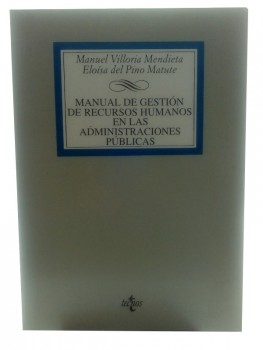 Manuel Villoria Mendieta
Eloísa del Pino Matute
MANUAL DE GESTIÓN
DE RECURSOS HUMANOS
EN LAS
ADMINISTRACIONES
PÚBLICAS